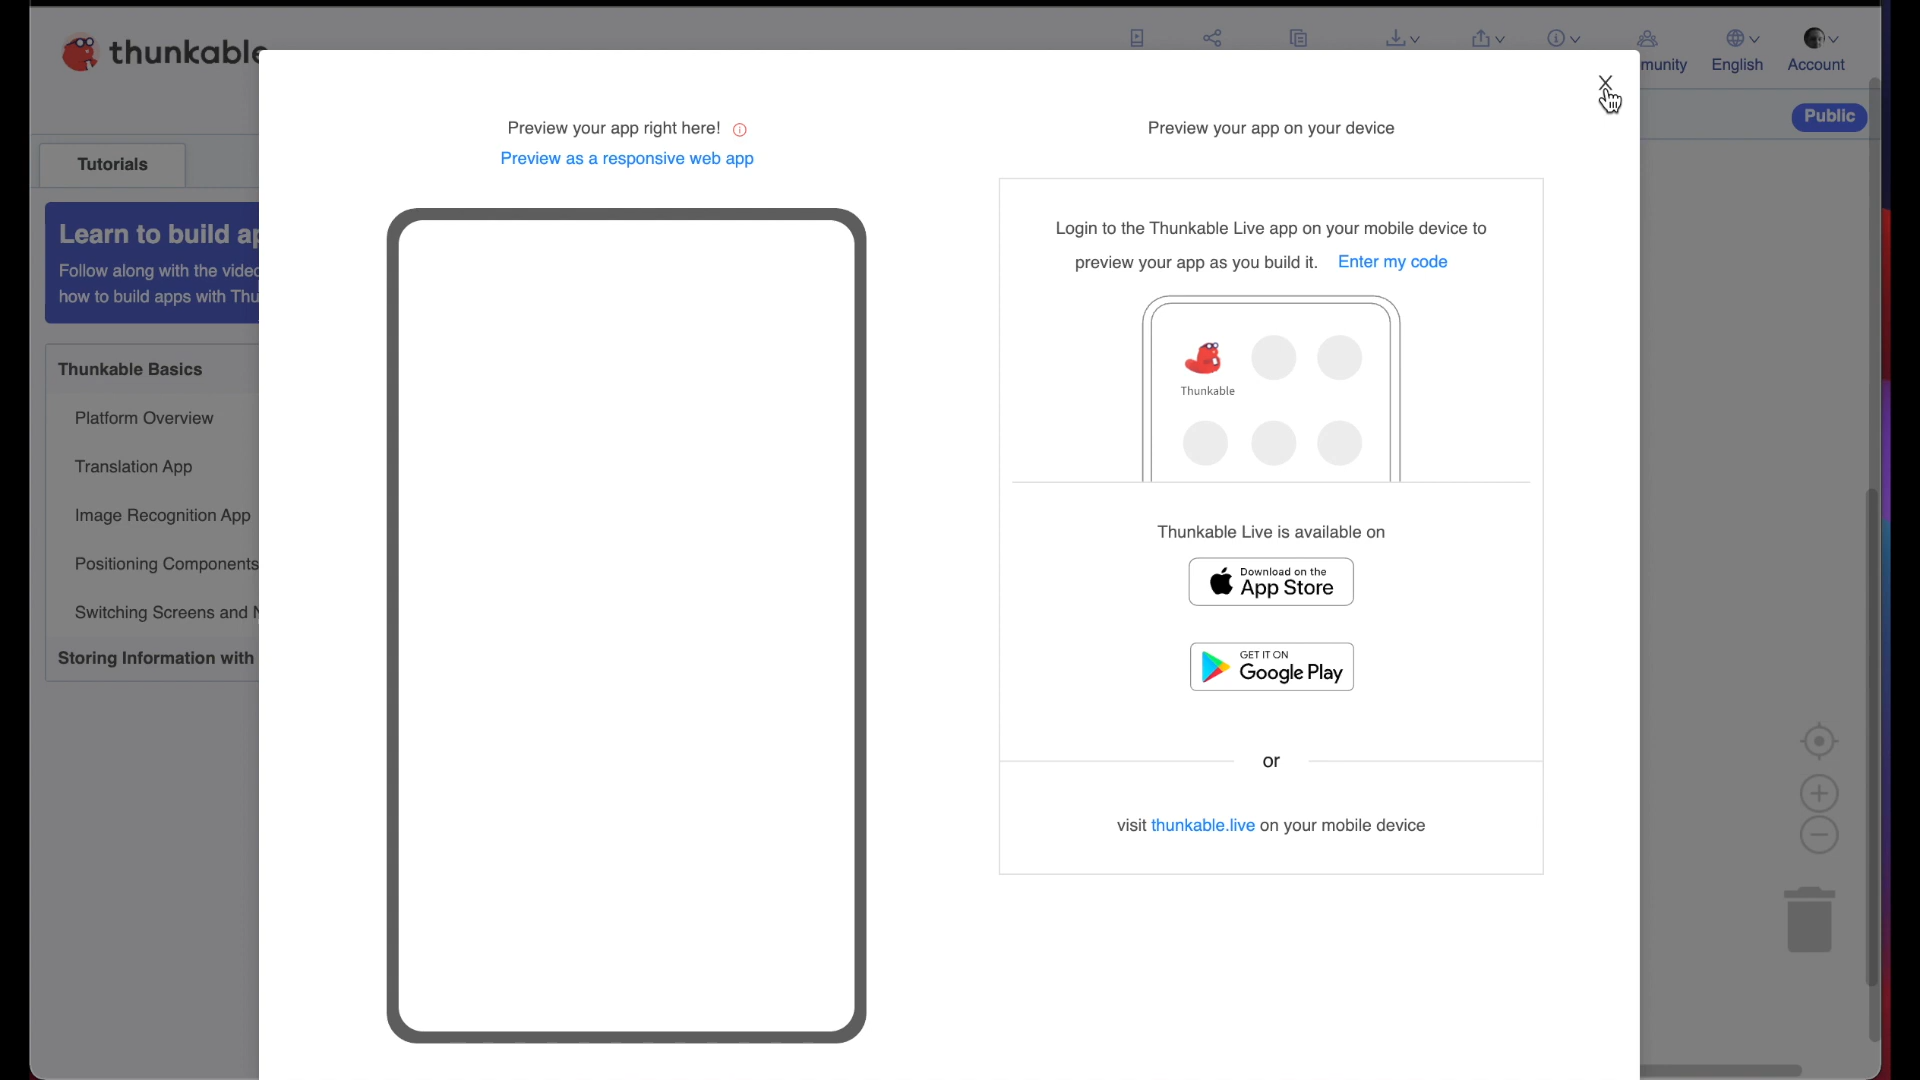 thunkable
munity
English
Account
Public
Tutorials
Learn to build ap
Follow along with the video
how to build apps with Thu
Thunkable Basics
Platform Overview
Translation App
Image Recognition App
Positioning Components
Switching Screens and N
Storing Information with
X
Preview your app right here!
Preview as a responsive web app
Preview your app on your device
Login to the Thunkable Live app on your mobile device to
preview your app as you build it. Enter my code
Thunkable
Thunkable Live is available on
Download on the
App Store
GET IT ON
Google Play
or
visit thunkable.live on your mobile device